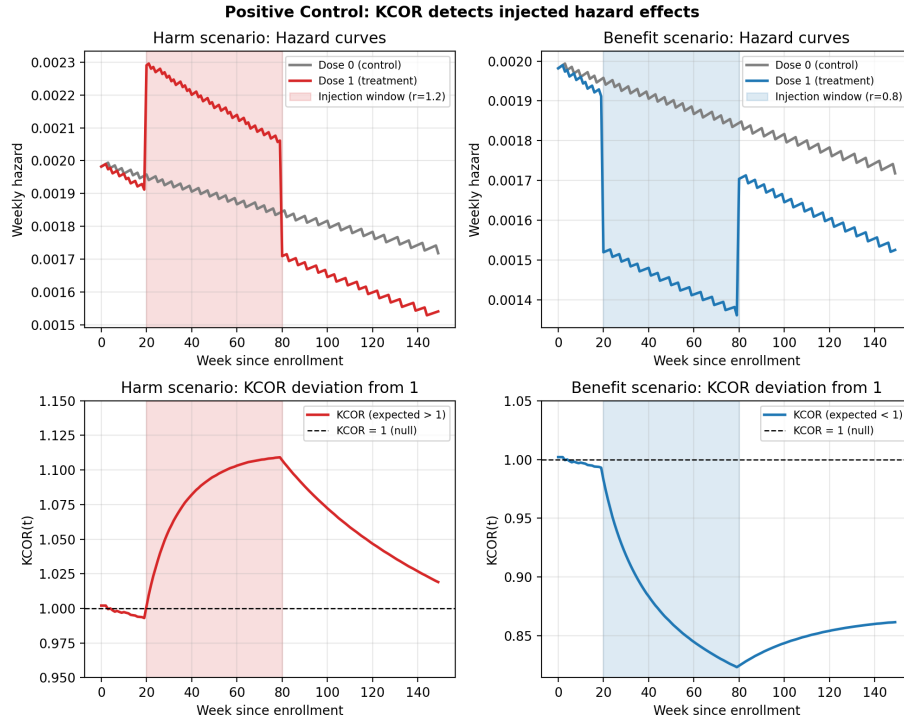 Positive Control: KCOR detects injected hazard effects
Harm scenario: Hazard curves
Weekly hazard
0.0023
0.0022
0.0021
0.0020
0.0019
0.0018
0.0017
0.0016
0.0015
Dose 0 (control)
Dose 1 (treatment)
Injection window (r=1.2)
0 20 40 60 80 100 120 140
Week since enrollment
Benefit scenario: Hazard curves
Weekly hazard
0.0020
0.0019
0.0018
0.0017
0.0016
0.0015
0.0014
Dose 0 (control)
Dose 1 (treatment)
Injection window (r=0.8)
0 20 40 60 80 100 120 140
Week since enrollment
Harm scenario: KCOR deviation from 1
KCOR(t)
1.150
1.125
1.100
1.075
1.050
1.025
1.000
0.975
0.950
KCOR (expected > 1)
KCOR = 1 (null)
0 20 40 60 80 100 120 140
Week since enrollment
Benefit scenario: KCOR deviation from 1
KCOR(t)
1.05
1.00
0.95
0.90
0.85
KCOR (expected < 1)
KCOR = 1 (null)
0 20 40 60 80 100 120 140
Week since enrollment